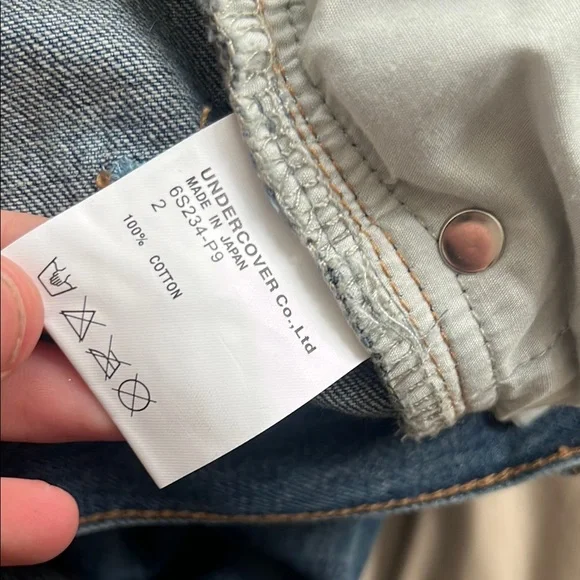 UNDERCOVER Co., Ltd
MADE IN JAPAN
6S234-P9
2
100% COTTON